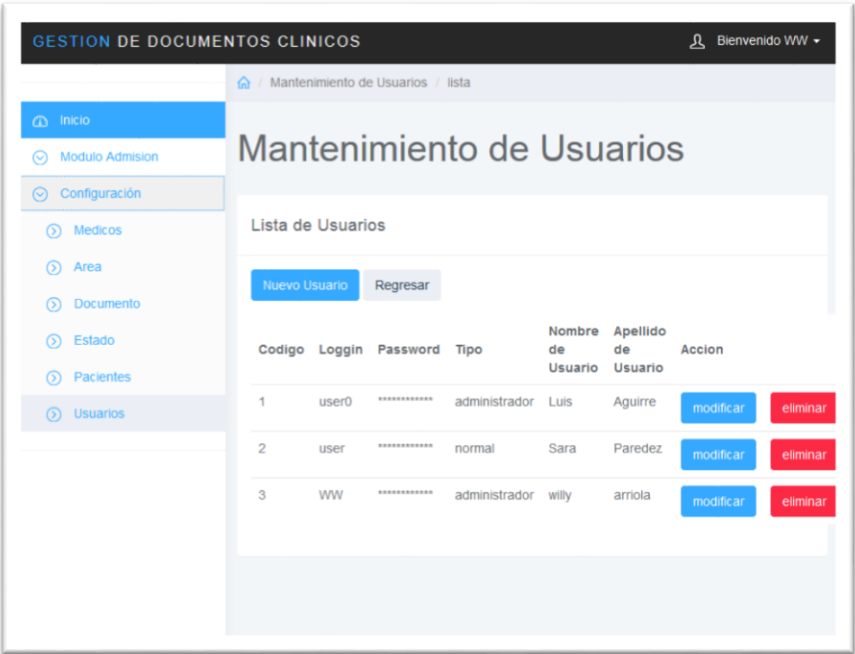 GESTION DE DOCUMENTOS CLINICOS
Bienvenido WW
/ Mantenimiento de Usuarios / lista
Inicio
Modulo Admision
Configuración
Medicos
Area
Documento
Estado
Pacientes
Usuarios
Mantenimiento de Usuarios
Lista de Usuarios
Nuevo Usuario Regresar
Codigo Loggin Password Tipo Nombre de Usuario Apellido de Usuario Accion
1 user0 ************ administrador Luis Aguirre modificar eliminar
2 user ************ normal Sara Paredez modificar eliminar
3 WW ************ administrador willy arriola modificar eliminar